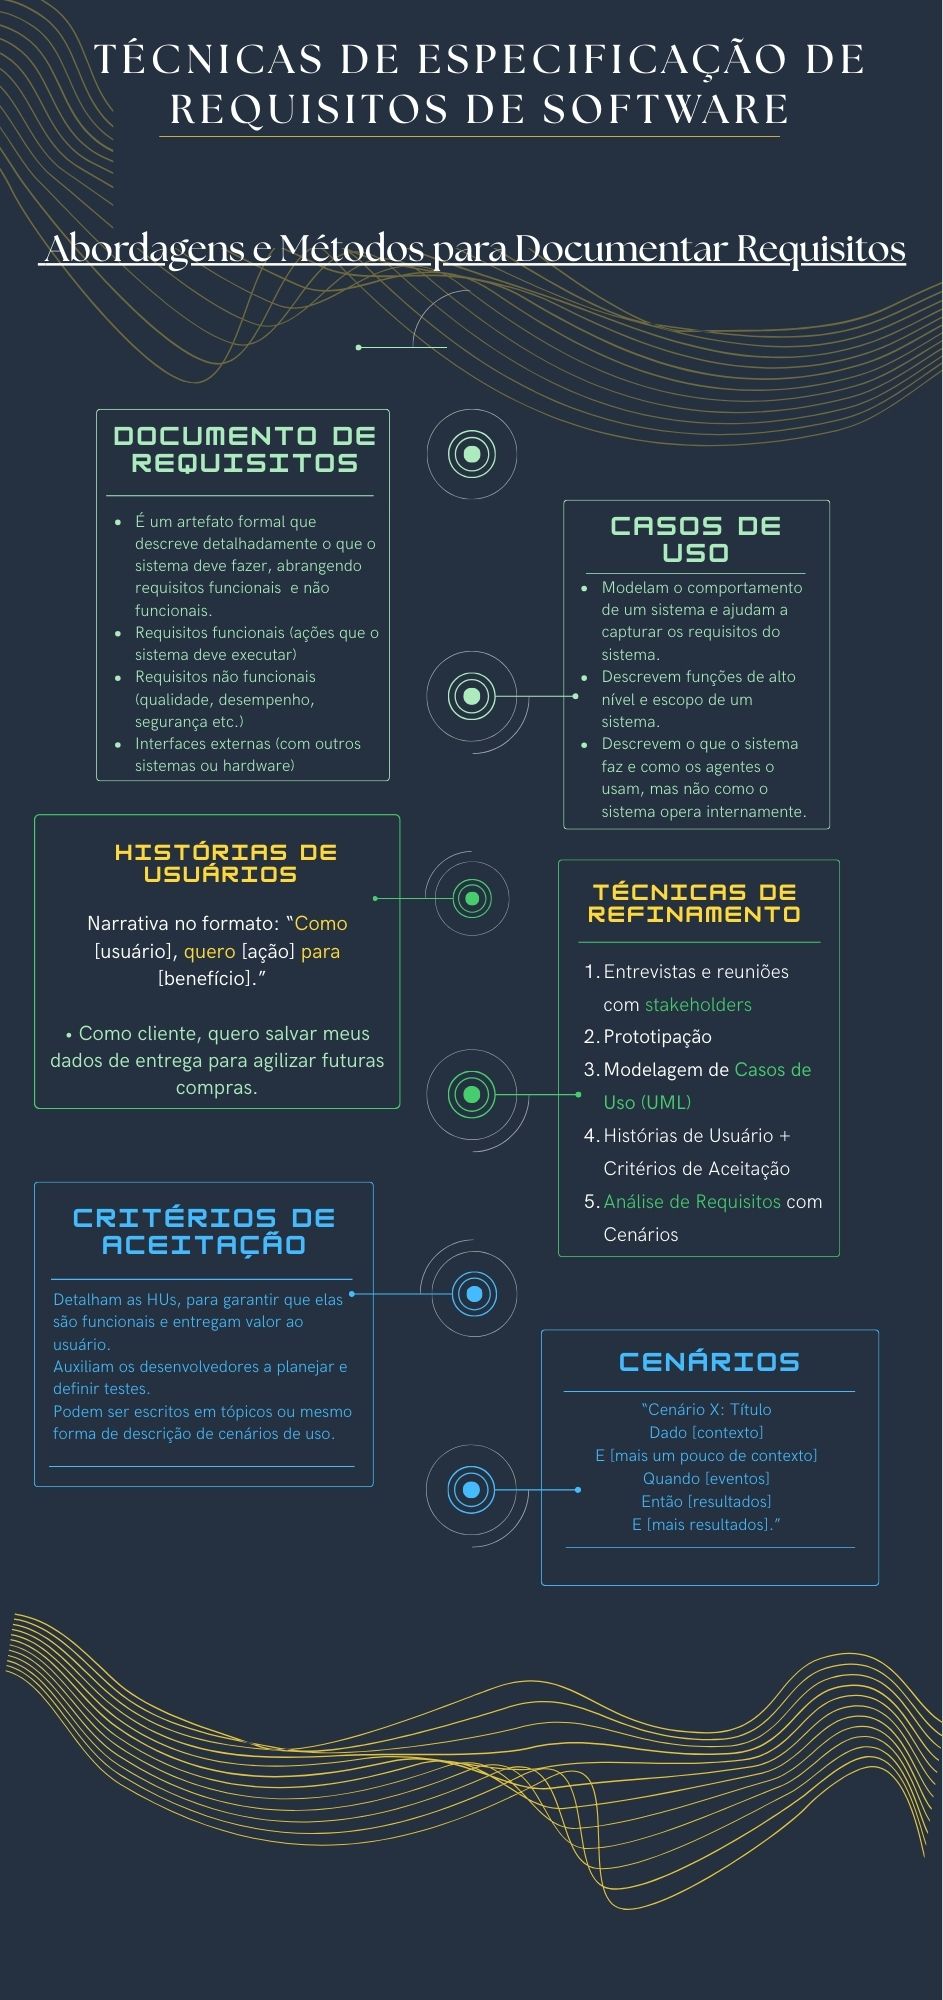 TÉCNICAS DE ESPECIFICAÇÃO DE
REQUISITOS DE SOFTWARE
Abordagens e Métodos para Documentar Requisitos
DOCUMENTO DE
REQUISITOS
• É um artefato formal que
descreve detalhadamente o que o
sistema deve fazer, abrangendo
requisitos funcionais e não
funcionais.
• Requisitos funcionais (ações que o
sistema deve executar)
• Requisitos não funcionais
(qualidade, desempenho,
segurança etc.)
• Interfaces externas (com outros
sistemas ou hardware)
CASOS DE
USO
• Modelam o comportamento
de um sistema e ajudam a
capturar os requisitos do
sistema.
• Descrevem funções de alto
nível e escopo de um
sistema.
• Descrevem o que o sistema
faz e como os agentes o
usam, mas não como o
sistema opera internamente.
HISTÓRIAS DE
USUÁRIOS
Narrativa no formato: “Como
[usuário], quero [ação] para
[benefício].”
• Como cliente, quero salvar meus
dados de entrega para agilizar futuras
compras.
TÉCNICAS DE
REFINAMENTO
1. Entrevistas e reuniões
com stakeholders
2. Prototipação
3. Modelagem de Casos de
Uso (UML)
4. Histórias de Usuário +
Critérios de Aceitação
5. Análise de Requisitos com
Cenários
CRITÉRIOS DE
ACEITAÇÃO
Detalham as HUs, para garantir que elas
são funcionais e entregam valor ao
usuário.
Auxiliam os desenvolvedores a planejar e
definir testes.
Podem ser escritos em tópicos ou mesmo
forma de descrição de cenários de uso.
CENÁRIOS
“Cenário X: Título
Dado [contexto]
E [mais um pouco de contexto]
Quando [eventos]
Então [resultados]
E [mais resultados].”